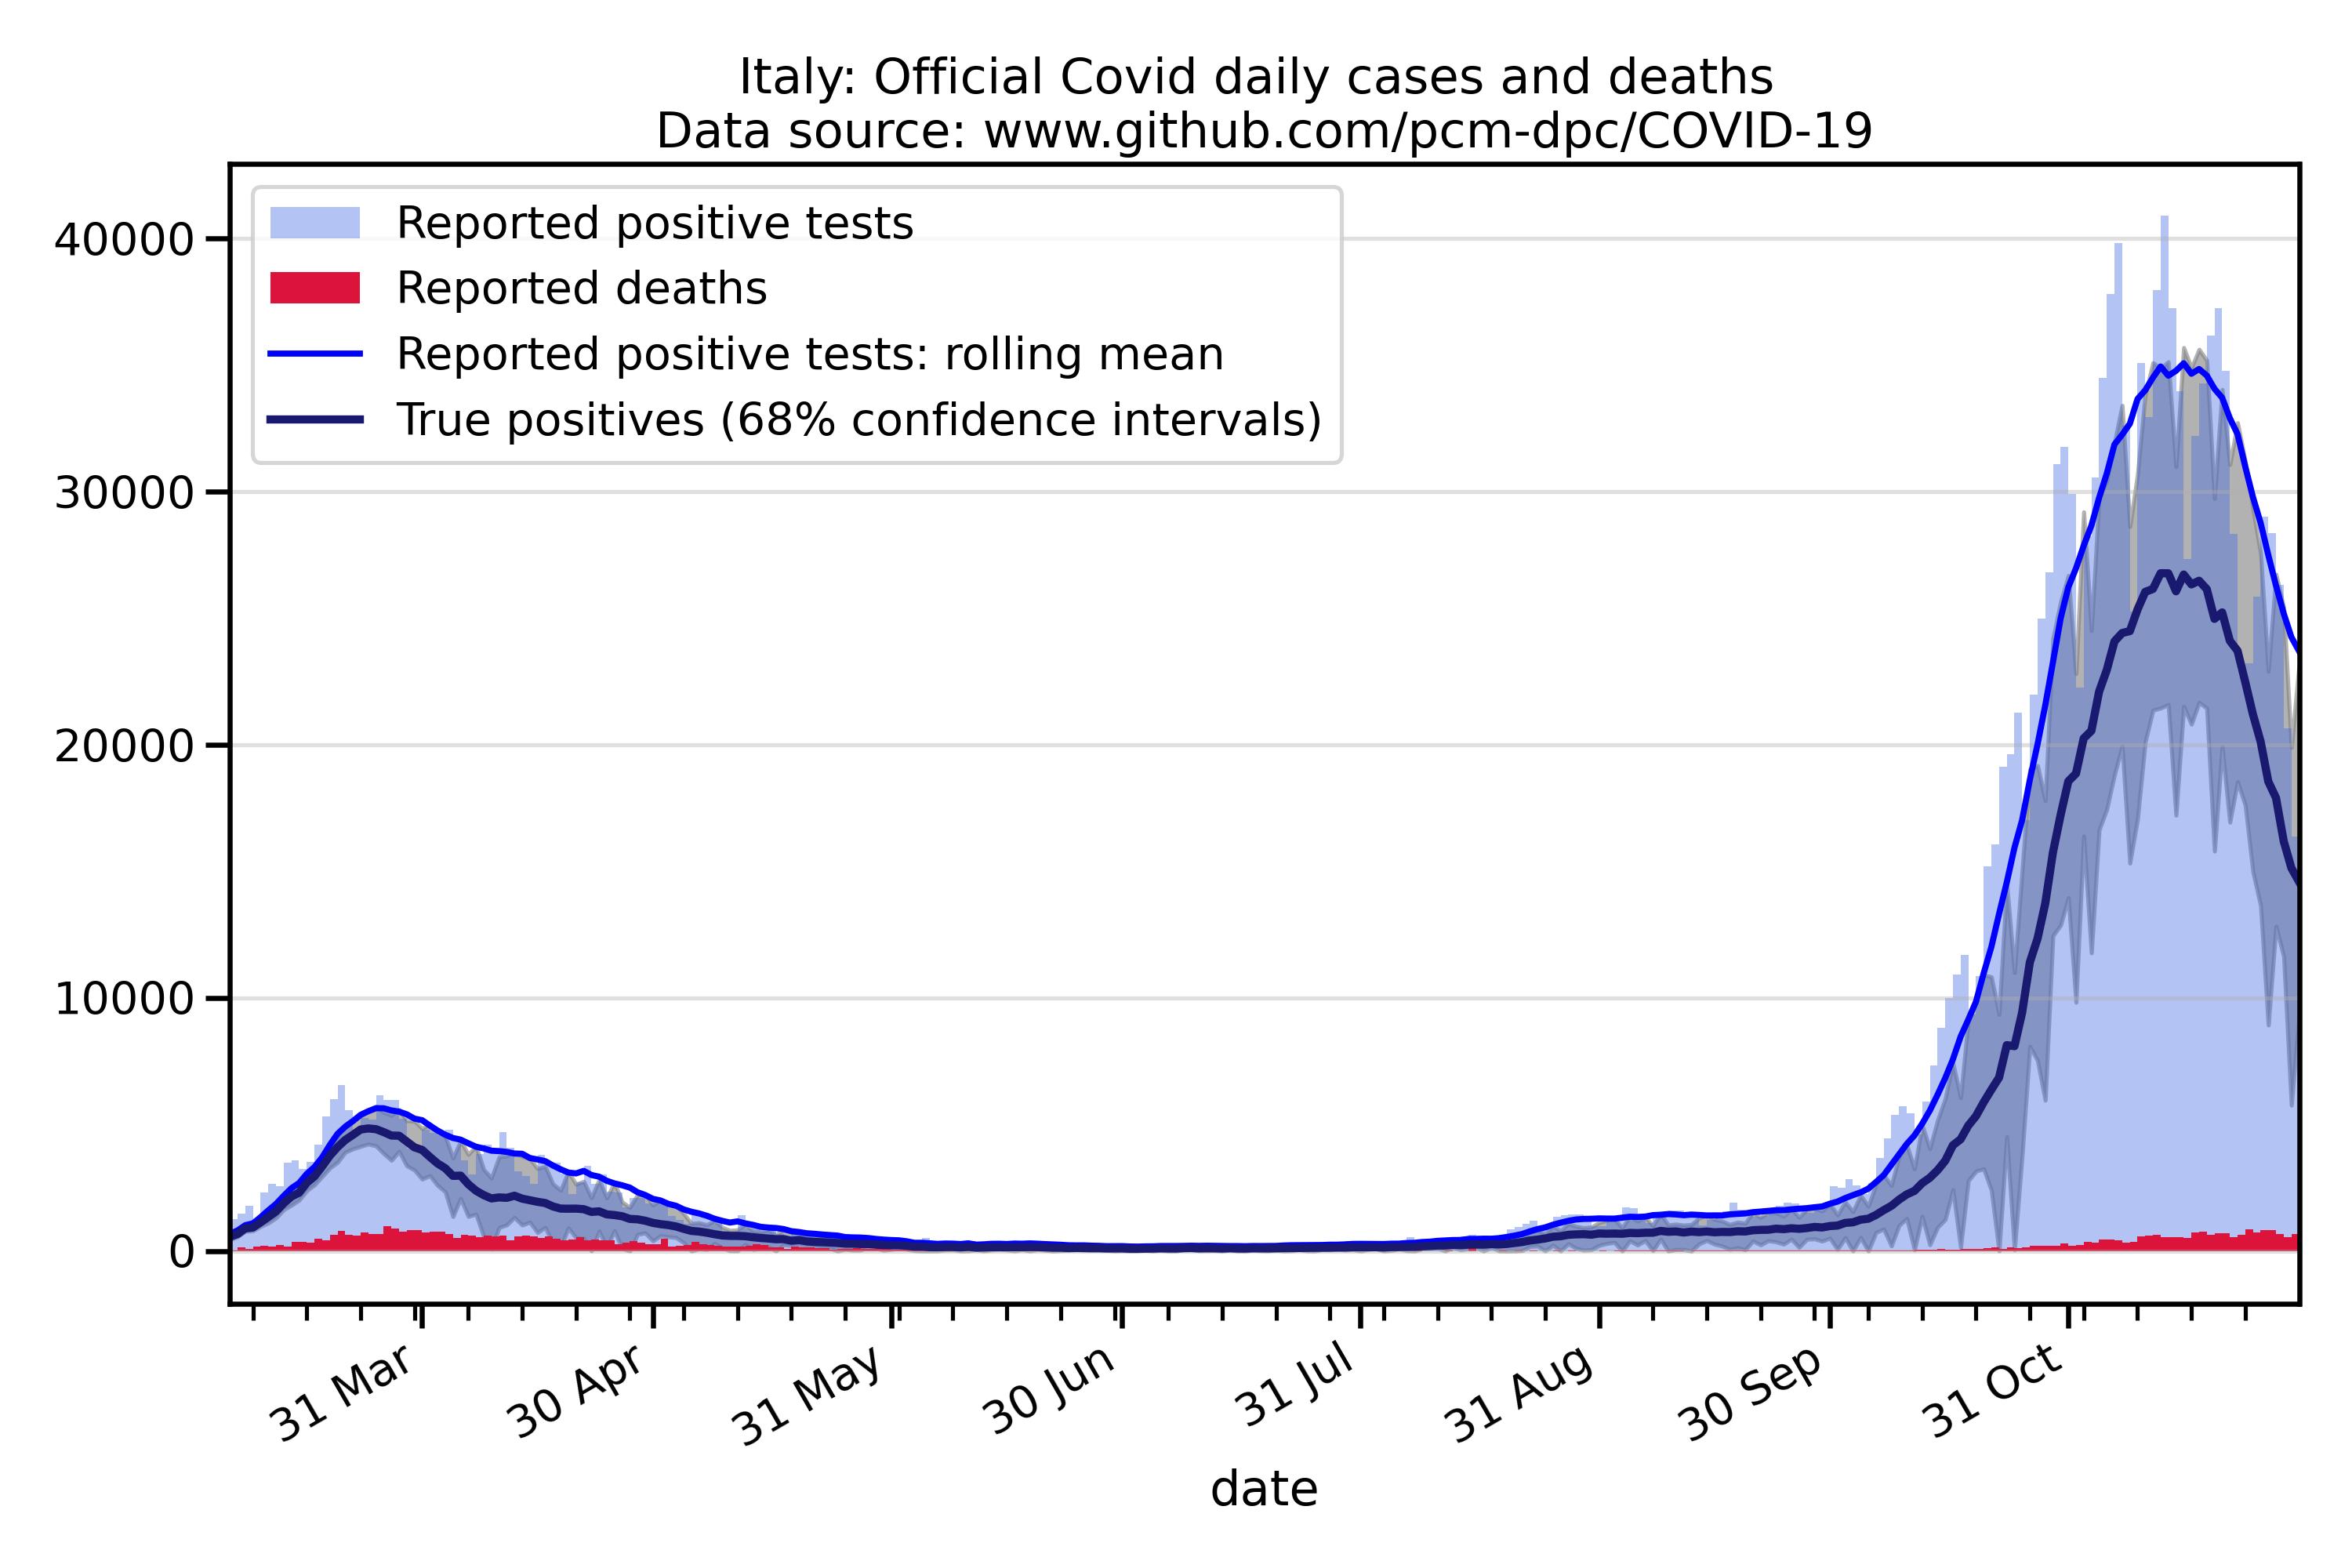 Italy: Official Covid daily cases and deaths
Data source: www.github.com/pcm-dpc/COVID-19
Reported positive tests
Reported deaths
Reported positive tests: rolling mean
True positives (68% confidence intervals)
40000
30000
20000
10000
0
31 Mar
30 Apr
31 May
30 Jun
31 Jul
31 Aug
30 Sep
31 Oct
date